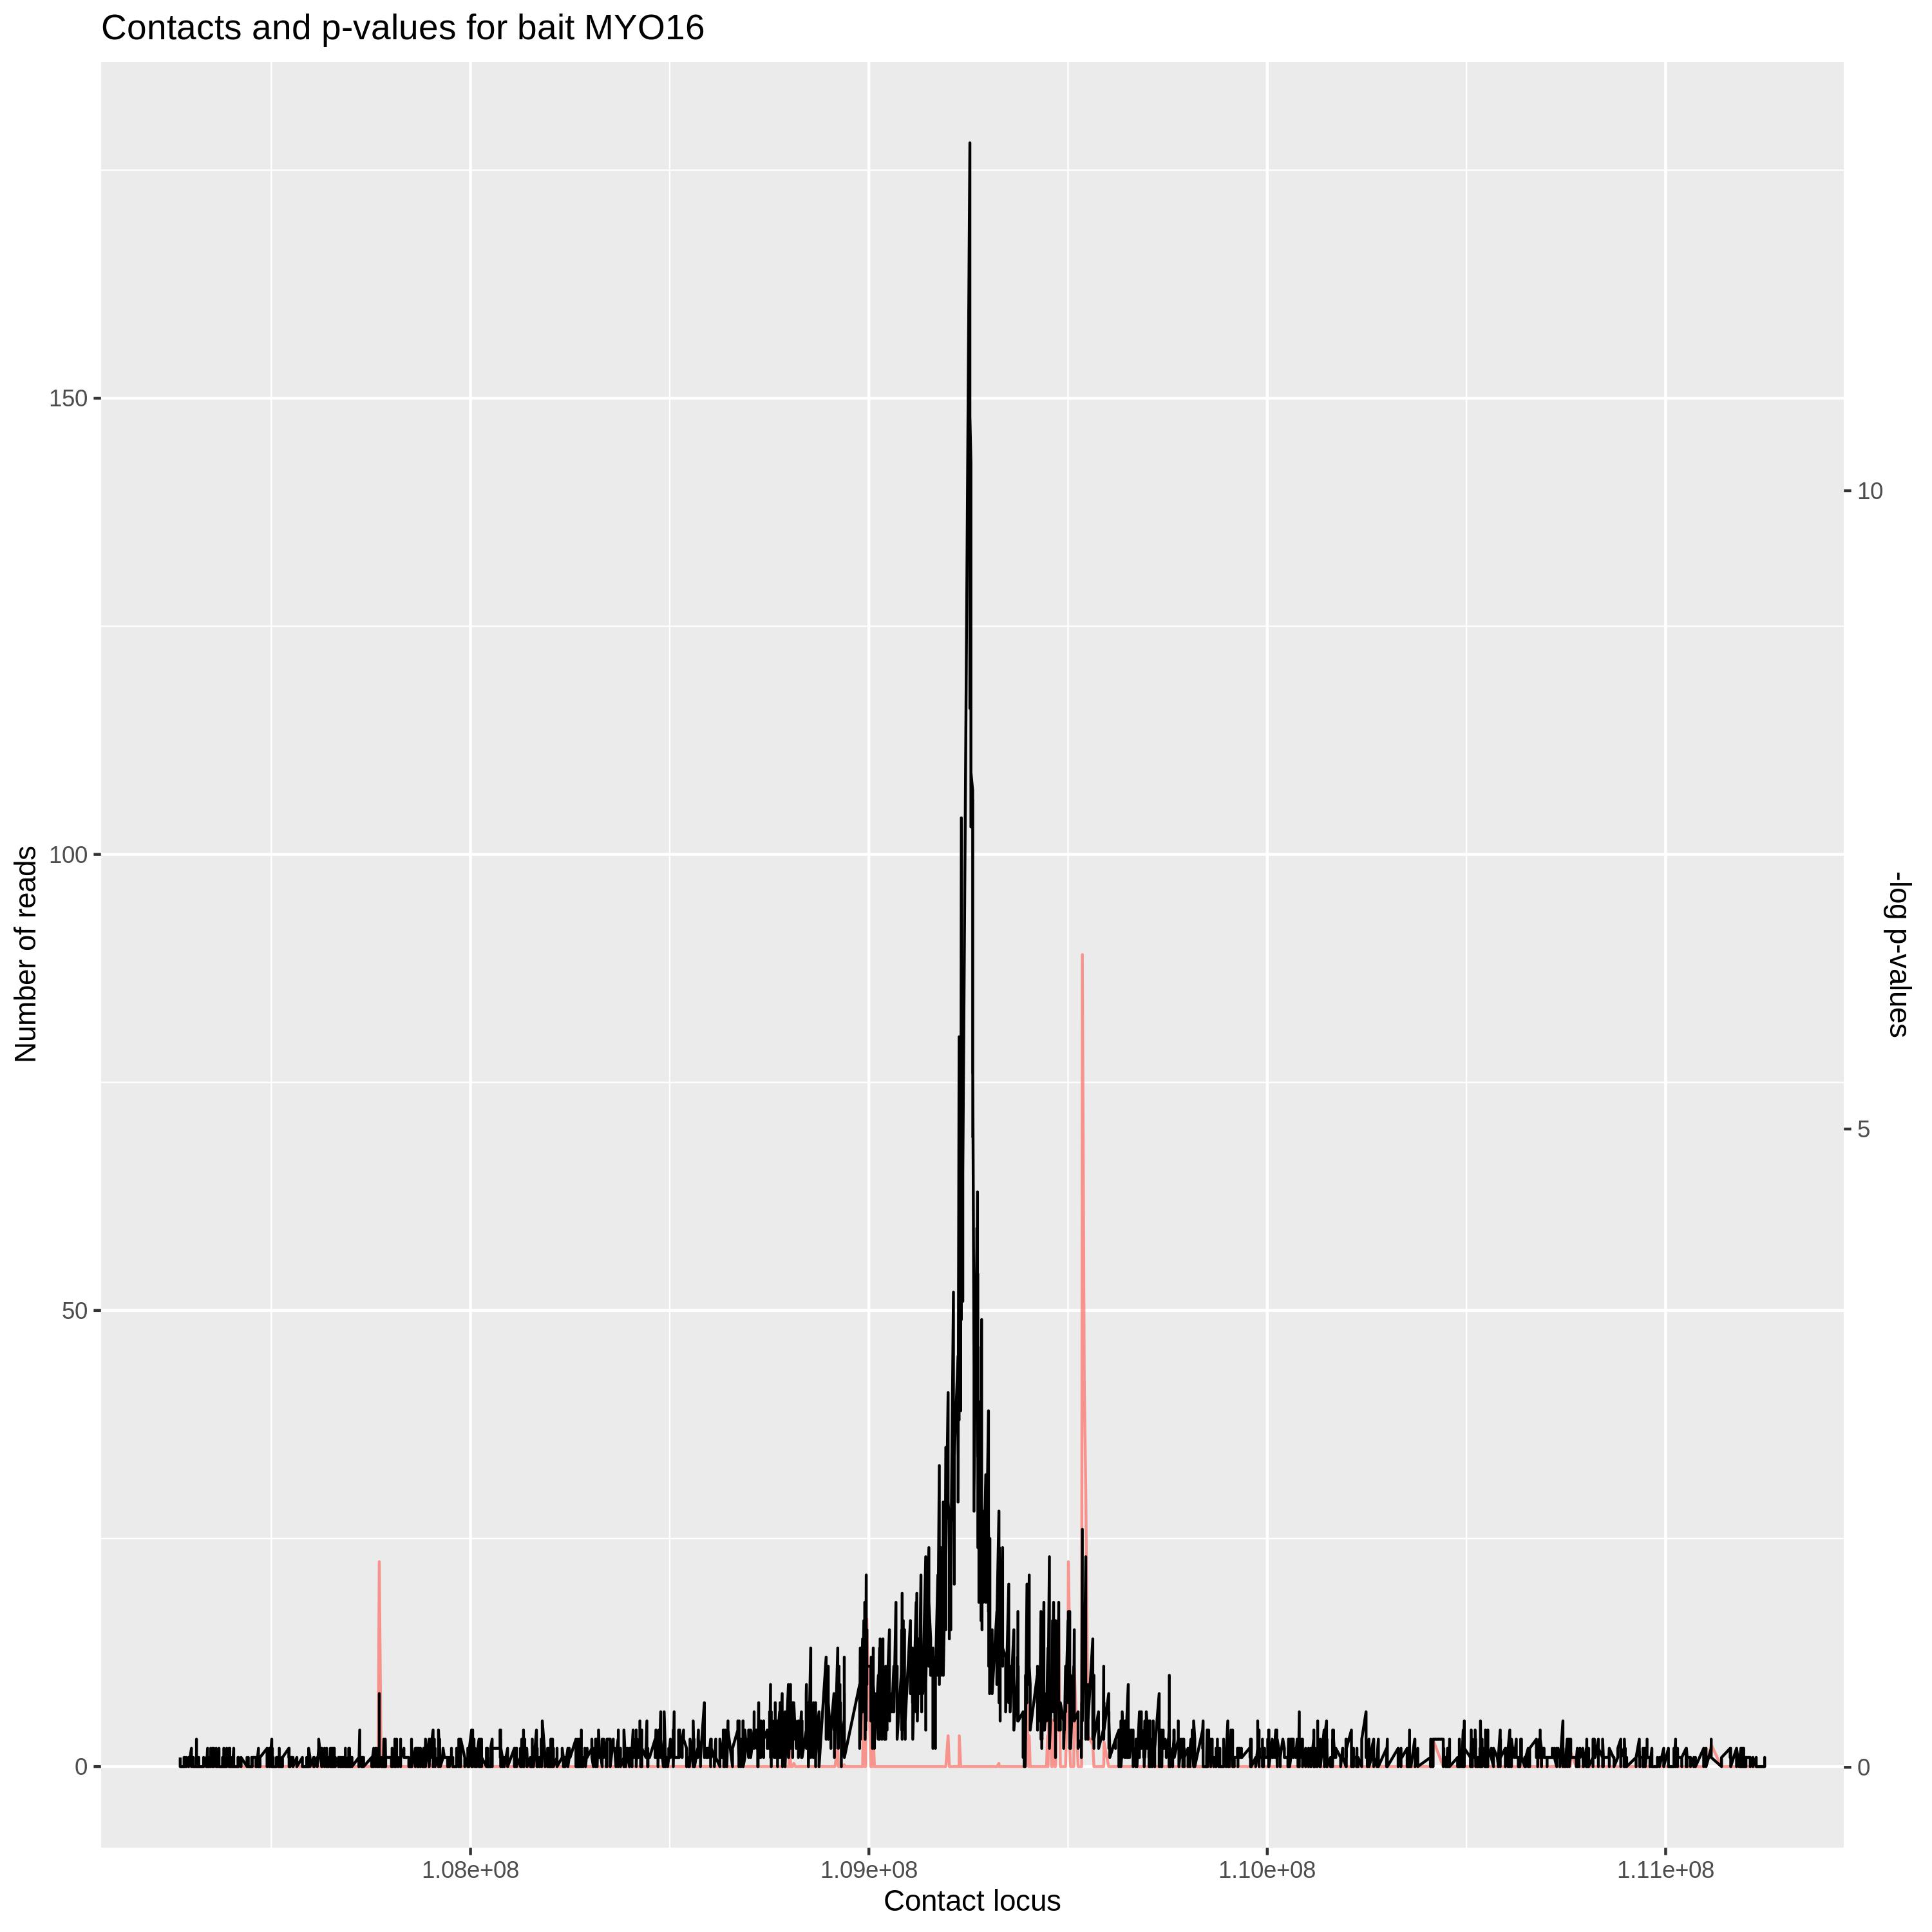 Contacts and p-values for bait MYO16
150
100
50
0
Number of reads
10
5
0
-log p-values
1.08e+08
1.09e+08
1.10e+08
1.11e+08
Contact locus